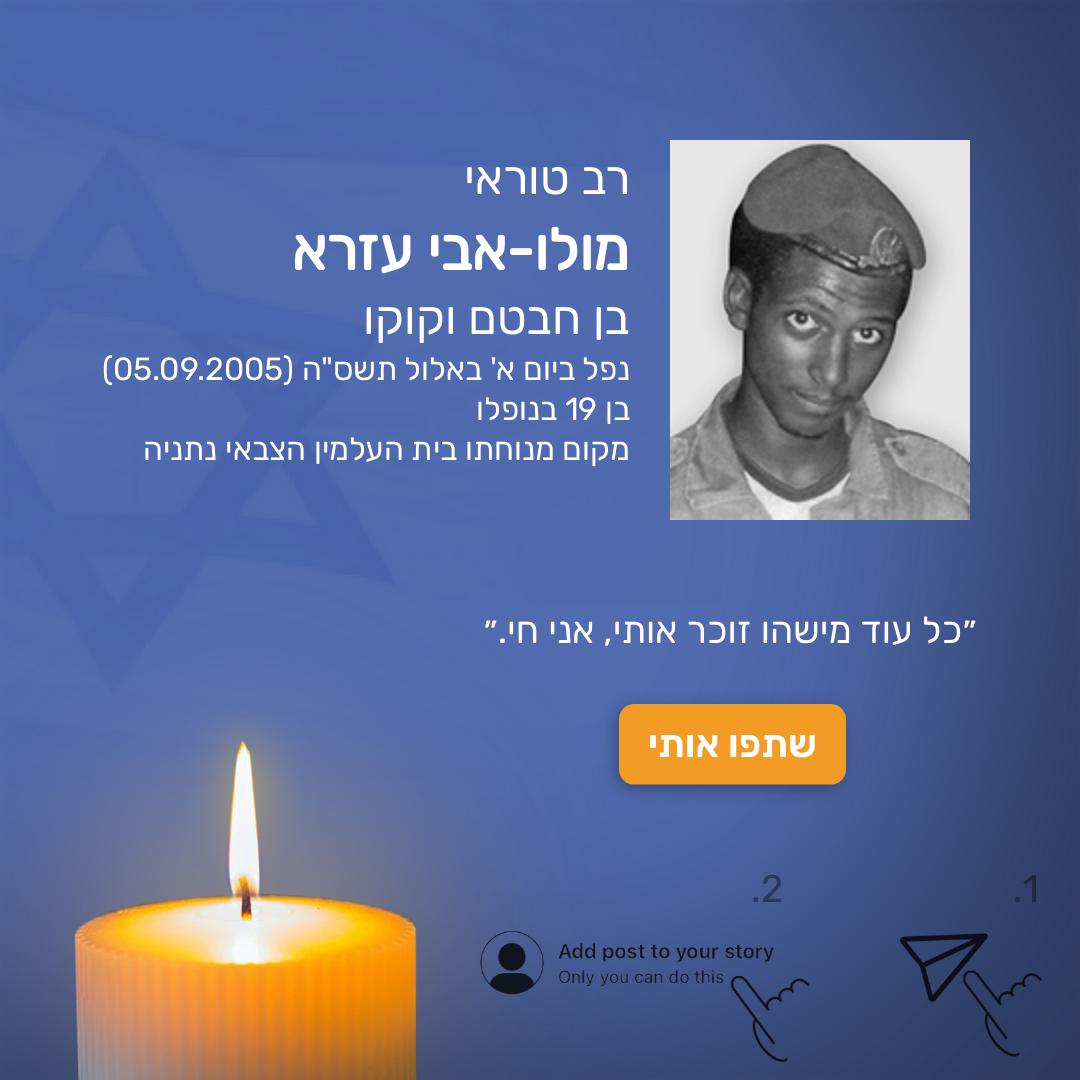 רב טוראי
מולו-אבי עזרא
בן חבטם וקוקו
נפל ביום א' באלול תשס"ה (05.09.2005)
בן 19 בנופלו
מקום מנוחתו בית העלמין הצבאי נתניה
״כל עוד מישהו זוכר אותי, אני חי.״
שתפו אותי
.1
.2
Add post to your story
Only you can do this